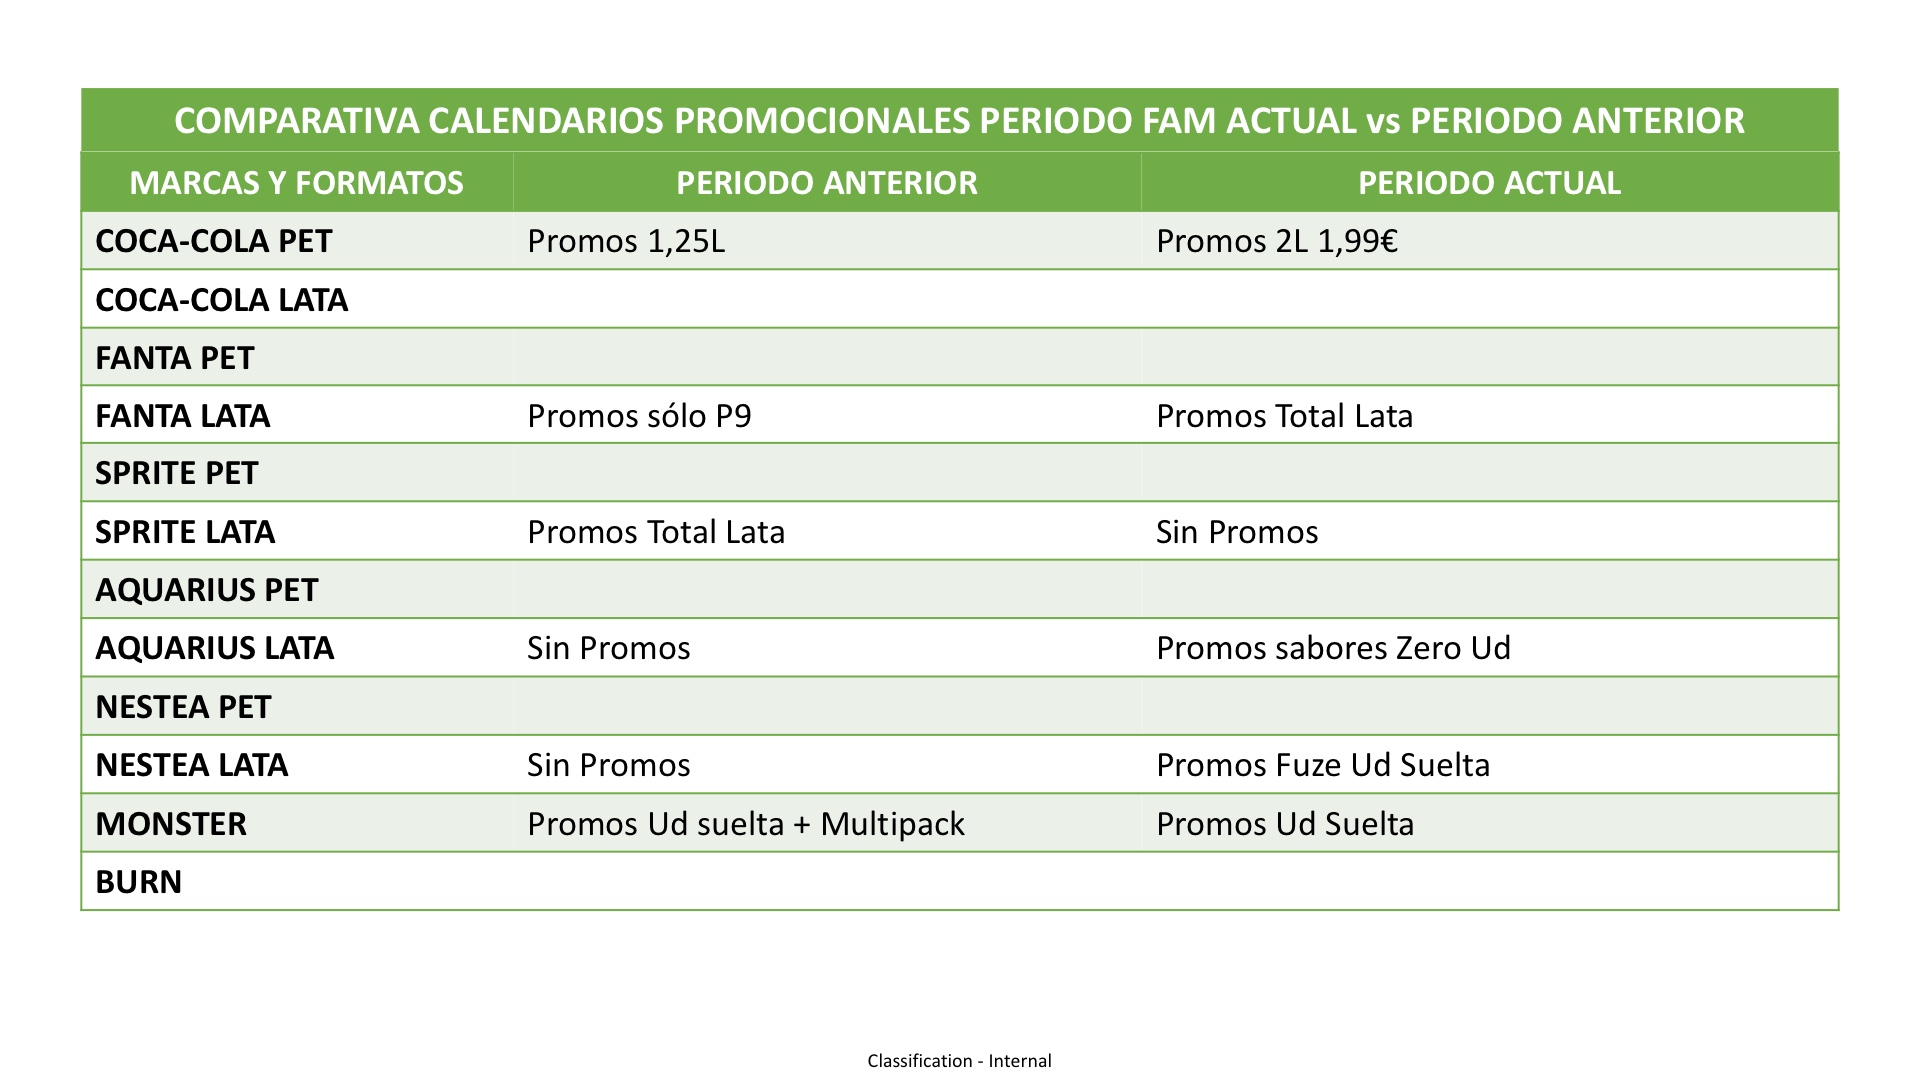 COMPARATIVA CALENDARIOS PROMOCIONALES PERIODO FAM ACTUAL vs PERIODO ANTERIOR
MARCAS Y FORMATOS PERIODO ANTERIOR PERIODO ACTUAL
COCA-COLA PET Promos 1,25L Promos 2L 1,99€
COCA-COLA LATA
FANTA PET
FANTA LATA Promos sólo P9 Promos Total Lata
SPRITE PET
SPRITE LATA Promos Total Lata Sin Promos
AQUARIUS PET
AQUARIUS LATA Sin Promos Promos sabores Zero Ud
NESTEA PET
NESTEA LATA Sin Promos Promos Fuze Ud Suelta
MONSTER Promos Ud suelta + Multipack Promos Ud Suelta
BURN
Classification - Internal